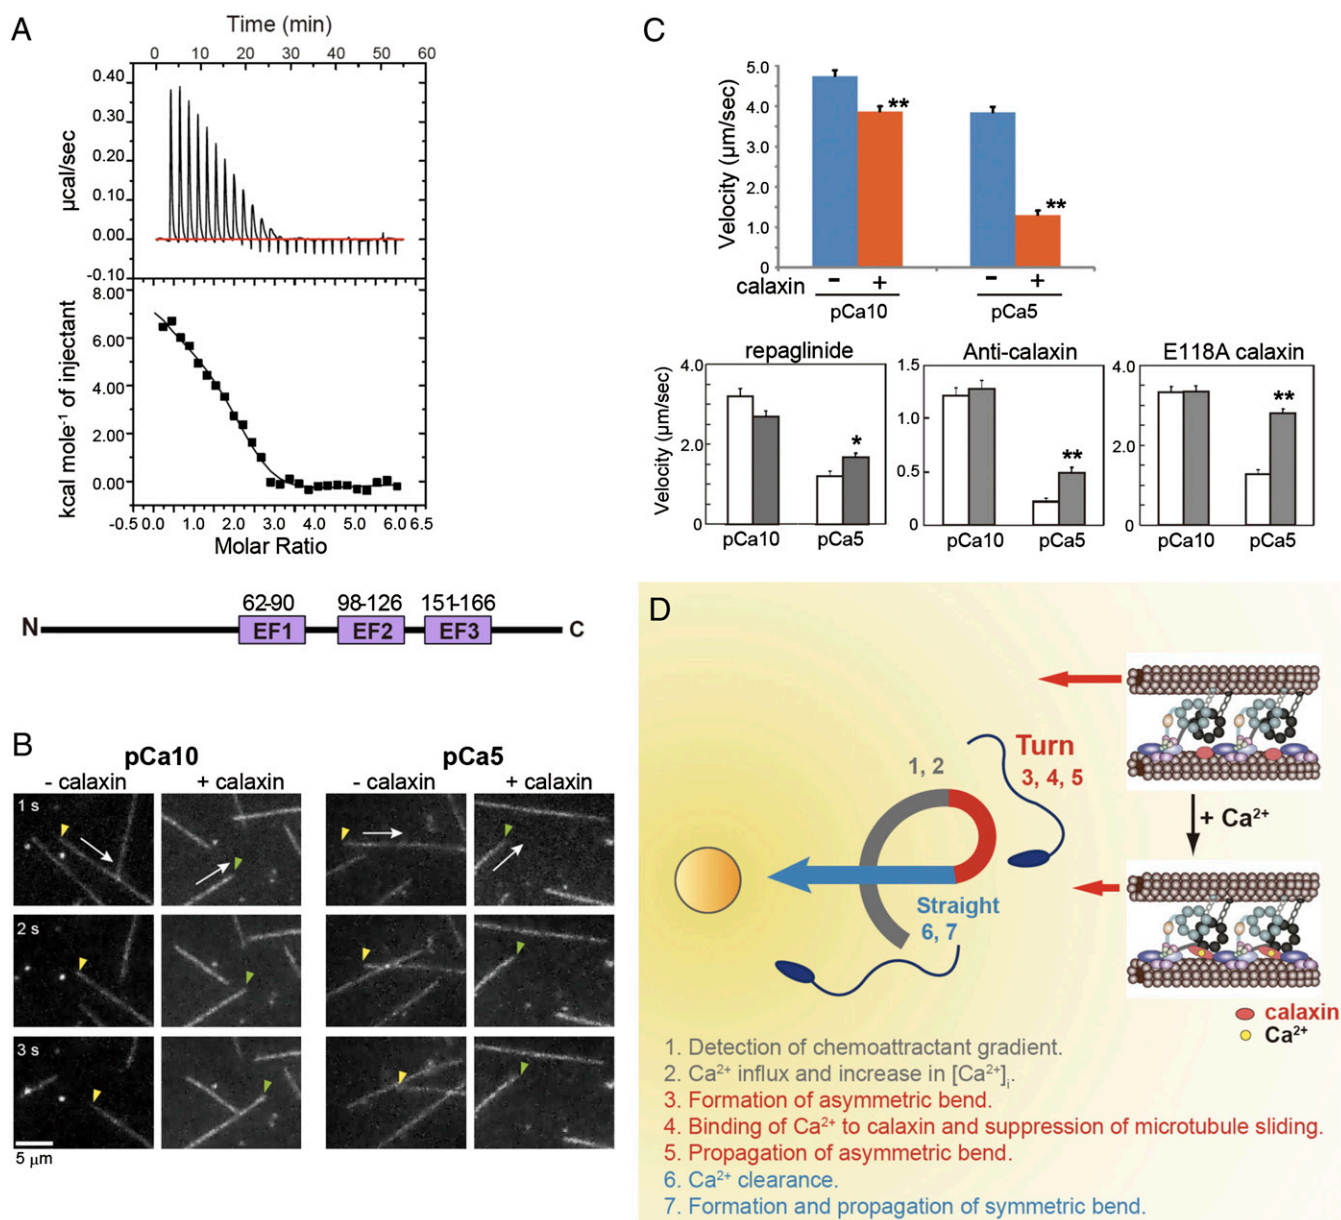 A
Time (min)
0 10 20 30 40 50 60
0.40
0.30
0.20
0.10
0.00
-0.10
µcal/sec
8.00
6.00
4.00
2.00
0.00
kcal mole⁻¹ of injectant
-0.5 0.0 1.0 2.0 3.0 4.0 5.0 6.0 6.5
Molar Ratio
62-90 98-126 151-166
N EF1 EF2 EF3 C
B
pCa10 pCa5
- calaxin + calaxin - calaxin + calaxin
1 s
2 s
3 s
5 µm
C
5.0
4.0
3.0
2.0
1.0
0
Velocity (µm/sec)
**
**
calaxin - + - +
pCa10 pCa5
repaglinide
4.0
2.0
0
Velocity (µm/sec)
*
pCa10 pCa5
Anti-calaxin
1.5
1.0
0.5
0
**
pCa10 pCa5
E118A calaxin
4.0
2.0
0
**
pCa10 pCa5
D
1, 2
Turn
3, 4, 5
Straight
6, 7
+ Ca²⁺
calaxin
Ca²⁺
1. Detection of chemoattractant gradient.
2. Ca²⁺ influx and increase in [Ca²⁺]ᵢ.
3. Formation of asymmetric bend.
4. Binding of Ca²⁺ to calaxin and suppression of microtubule sliding.
5. Propagation of asymmetric bend.
6. Ca²⁺ clearance.
7. Formation and propagation of symmetric bend.